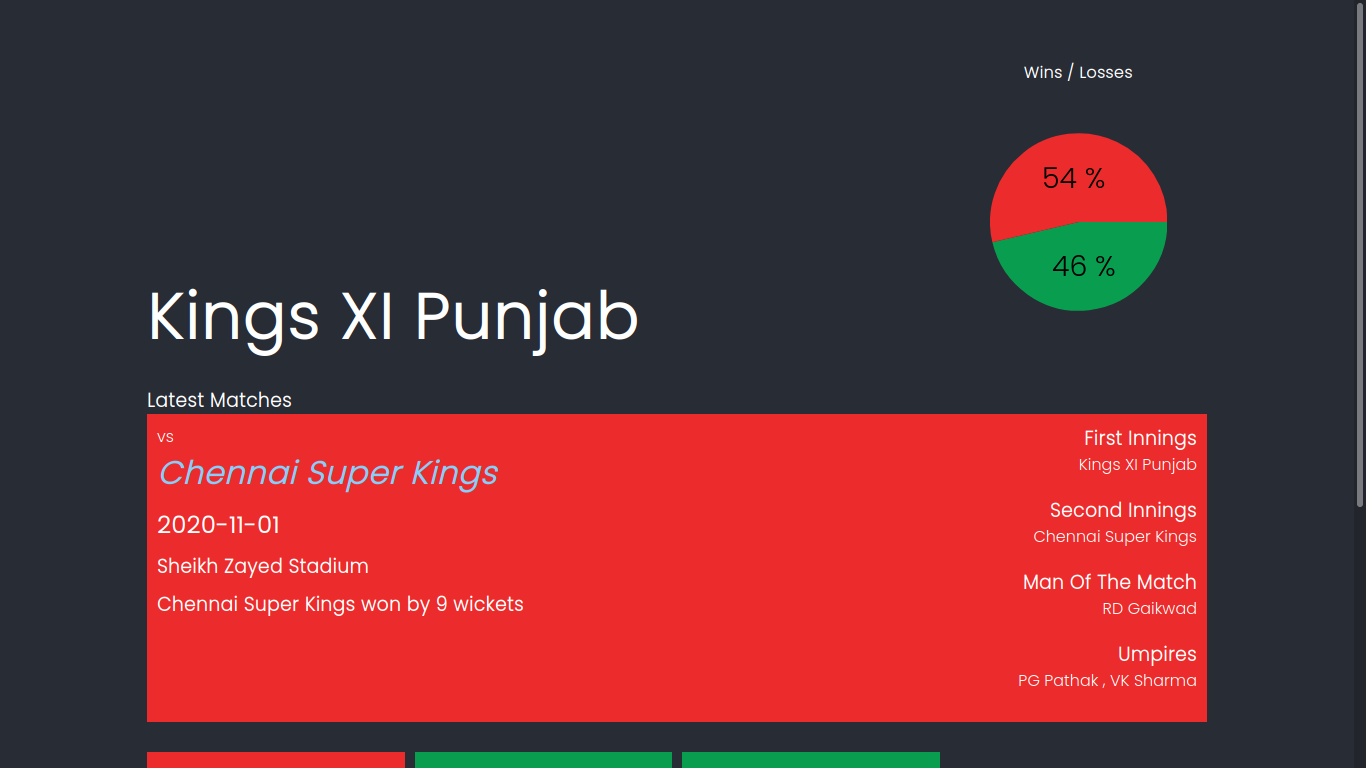 Wins / Losses
54 %
46 %
Kings XI Punjab
Latest Matches
vs
Chennai Super Kings
2020-11-01
Sheikh Zayed Stadium
Chennai Super Kings won by 9 wickets
First Innings
Kings XI Punjab
Second Innings
Chennai Super Kings
Man Of The Match
RD Gaikwad
Umpires
PG Pathak , VK Sharma